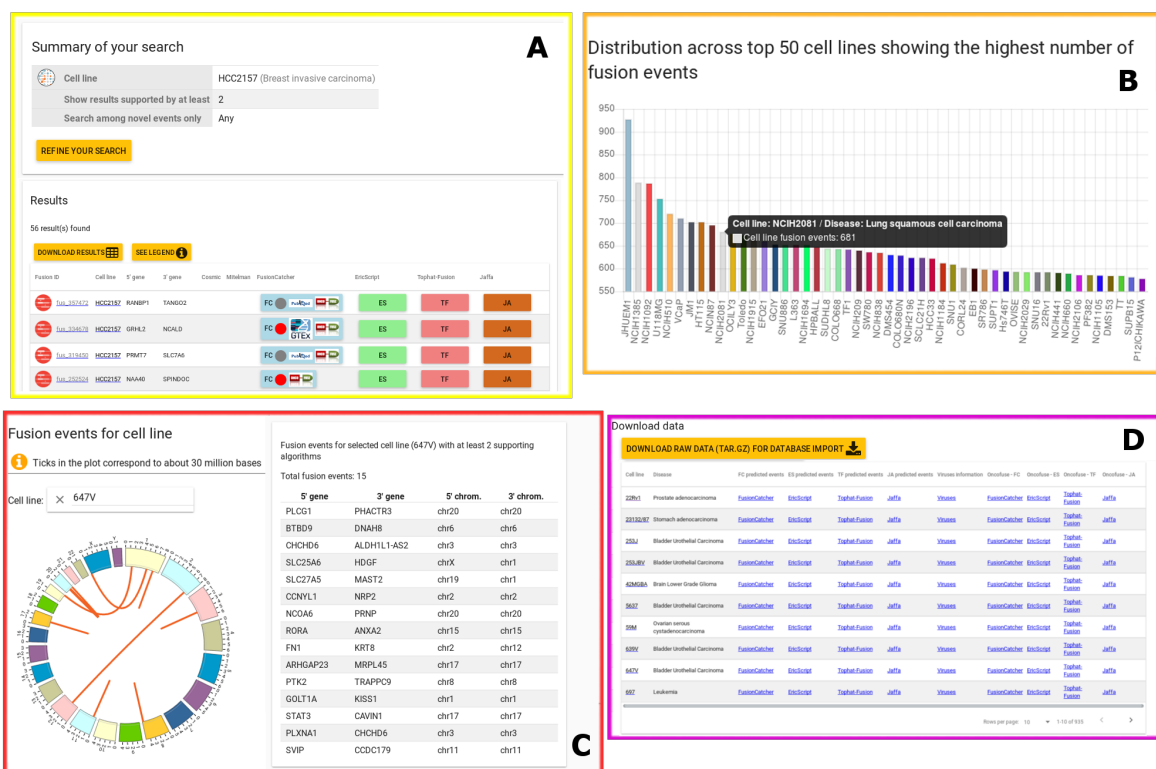 Summary of your search
A
Cell line HCC2157 (Breast invasive carcinoma)
Show results supported by at least 2
Search among novel events only Any
REFINE YOUR SEARCH
Results
56 result(s) found
DOWNLOAD RESULTS SEE LEGEND
Fusion ID Cell line 5' gene 3' gene Cosmic Mitelman FusionCatcher EricScript Tophat-Fusion Jaffa
fus_357472 HCC2157 RANBP1 TANGO2 FC ES TF JA
fus_334678 HCC2157 GRHL2 NCALD FC GTEX ES TF JA
fus_319450 HCC2157 PRMT7 SLC7A6 FC ES TF JA
fus_252524 HCC2157 NAA40 SPINDOC FC ES TF JA
Distribution across top 50 cell lines showing the highest number of
fusion events
B
950
900
850
800
750
700
650
600
550
Cell line: NCIH2081 / Disease: Lung squamous cell carcinoma
Cell line fusion events: 681
JHUEM1 NCIH1385 NCIH1392 U118MG NCIH510 VCaP JM1 HT115 NCIN87 NCIH2081 OCILY3 Toledo NCIH1915 EFO21 GCIY SNU886 L363 NCIH1694 HPBALL SUDHL8 COLO658 TF1 NCIH209 SW780 NCIH838 DMS454 COLO680N NCIH2196 SCLC21H HCC33 NCIH1184 SNU1 CORL24 EB1 SR786 SUPT1 Hs746T OVISE NCIH2029 SNU16 22Rv1 NCIH441 NCIH660 NCIH2106 PF382 NCIH1105 DMS153 TT SUPB15 P12ICHIKAWA
Fusion events for cell line
Ticks in the plot correspond to about 30 million bases
Cell line: × 647V
Fusion events for selected cell line (647V) with at least 2 supporting
algorithms
Total fusion events: 15
5' gene 3' gene 5' chrom. 3' chrom.
PLCG1 PHACTR3 chr20 chr20
BTBD9 DNAH8 chr6 chr6
CHCHD6 ALDH1L1-AS2 chr3 chr3
SLC25A6 HDGF chrX chr1
SLC27A5 MAST2 chr19 chr1
CCNYL1 NRP2 chr2 chr2
NCOA6 PRNP chr20 chr20
RORA ANXA2 chr15 chr15
FN1 KRT8 chr2 chr12
ARHGAP23 MRPL45 chr17 chr17
PTK2 TRAPPC9 chr8 chr8
GOLT1A KISS1 chr1 chr1
STAT3 CAVIN1 chr17 chr17
PLXNA1 CHCHD6 chr3 chr3
SVIP CCDC179 chr11 chr11
C
Download data
D
DOWNLOAD RAW DATA (TAR.GZ) FOR DATABASE IMPORT
Cell line Disease FC predicted events ES predicted events TF predicted events JA predicted events Viruses information Oncofuse - FC Oncofuse - ES Oncofuse - TF Oncofuse - JA
22Rv1 Prostate adenocarcinoma FusionCatcher EricScript Tophat-Fusion Jaffa Viruses FusionCatcher EricScript Tophat-Fusion Jaffa
23132/87 Stomach adenocarcinoma FusionCatcher EricScript Tophat-Fusion Jaffa Viruses FusionCatcher EricScript Tophat-Fusion Jaffa
253J Bladder Urothelial Carcinoma FusionCatcher EricScript Tophat-Fusion Jaffa Viruses FusionCatcher EricScript Tophat-Fusion Jaffa
253JBV Bladder Urothelial Carcinoma FusionCatcher EricScript Tophat-Fusion Jaffa Viruses FusionCatcher EricScript Tophat-Fusion Jaffa
42MGBA Brain Lower Grade Glioma FusionCatcher EricScript Tophat-Fusion Jaffa Viruses FusionCatcher EricScript Tophat-Fusion Jaffa
5637 Bladder Urothelial Carcinoma FusionCatcher EricScript Tophat-Fusion Jaffa Viruses FusionCatcher EricScript Tophat-Fusion Jaffa
59M Ovarian serous cystadenocarcinoma FusionCatcher EricScript Tophat-Fusion Jaffa Viruses FusionCatcher EricScript Tophat-Fusion Jaffa
639V Bladder Urothelial Carcinoma FusionCatcher EricScript Tophat-Fusion Jaffa Viruses FusionCatcher EricScript Tophat-Fusion Jaffa
647V Bladder Urothelial Carcinoma FusionCatcher EricScript Tophat-Fusion Jaffa Viruses FusionCatcher EricScript Tophat-Fusion Jaffa
697 Leukemia FusionCatcher EricScript Tophat-Fusion Jaffa Viruses FusionCatcher EricScript Tophat-Fusion Jaffa
Rows per page: 10 1-10 of 935